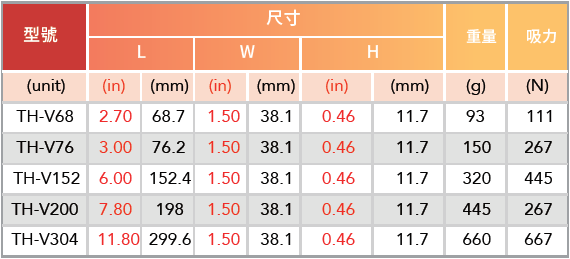 型號 尺寸 重量 吸力
L W H
(unit) (in) (mm) (in) (mm) (in) (mm) (g) (N)
TH-V68 2.70 68.7 1.50 38.1 0.46 11.7 93 111
TH-V76 3.00 76.2 1.50 38.1 0.46 11.7 150 267
TH-V152 6.00 152.4 1.50 38.1 0.46 11.7 320 445
TH-V200 7.80 198 1.50 38.1 0.46 11.7 445 267
TH-V304 11.80 299.6 1.50 38.1 0.46 11.7 660 667